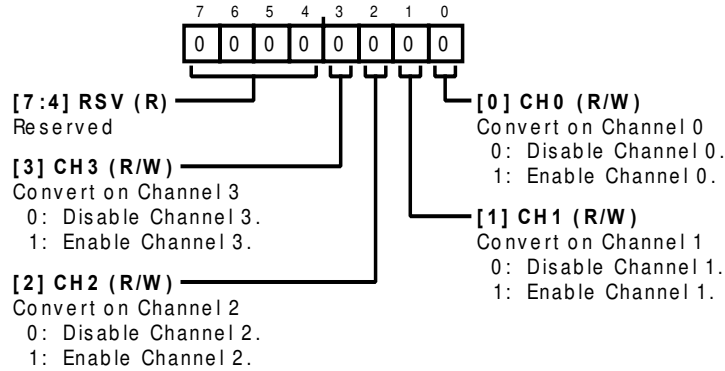 7 6 5 4 3 2 1 0
0 0 0 0 0 0 0 0
[7:4] RSV (R)
Reserved
[3] CH3 (R/W)
Convert on Channel 3
0: Disable Channel 3.
1: Enable Channel 3.
[2] CH2 (R/W)
Convert on Channel 2
0: Disable Channel 2.
1: Enable Channel 2.
[0] CH0 (R/W)
Convert on Channel 0
0: Disable Channel 0.
1: Enable Channel 0.
[1] CH1 (R/W)
Convert on Channel 1
0: Disable Channel 1.
1: Enable Channel 1.